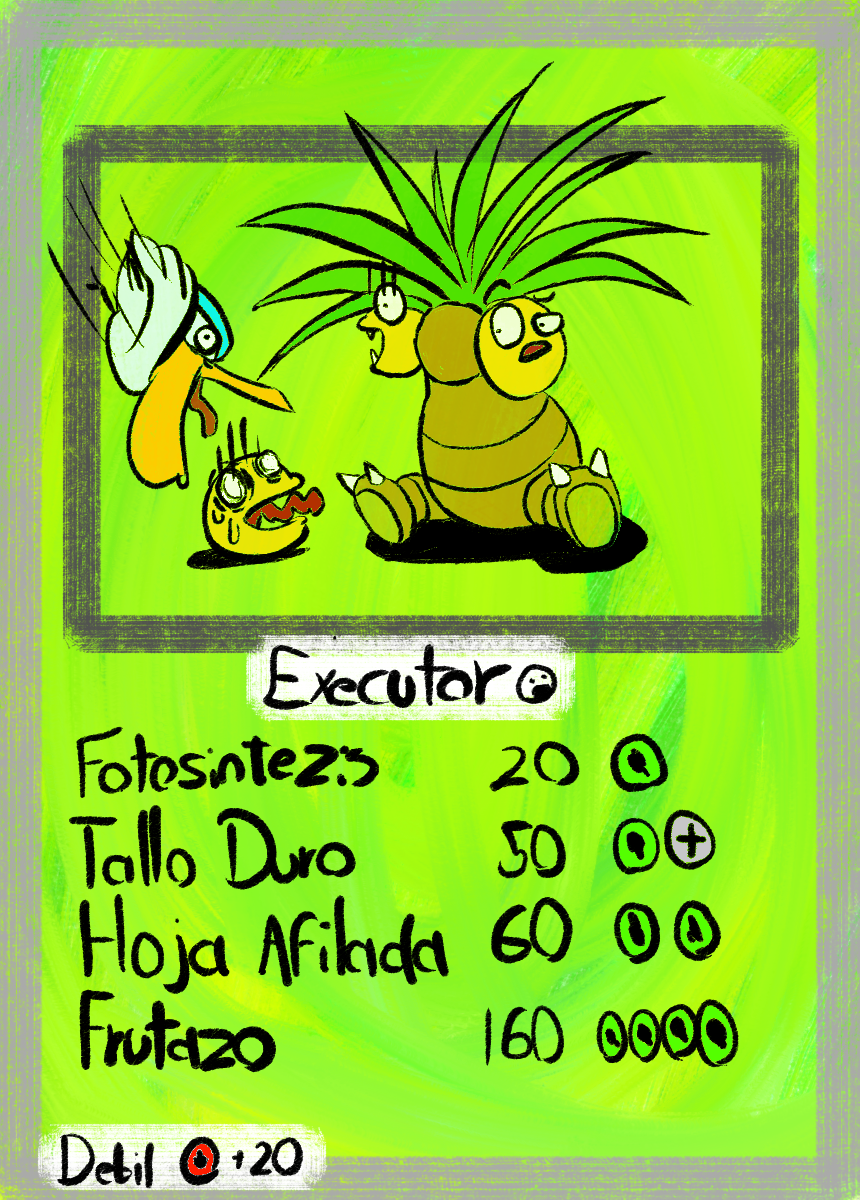 Executor
Fotosintezis 20
Tallo Duro 50 +
Hoja Afilada 60
Frutazo 160
Debil +20